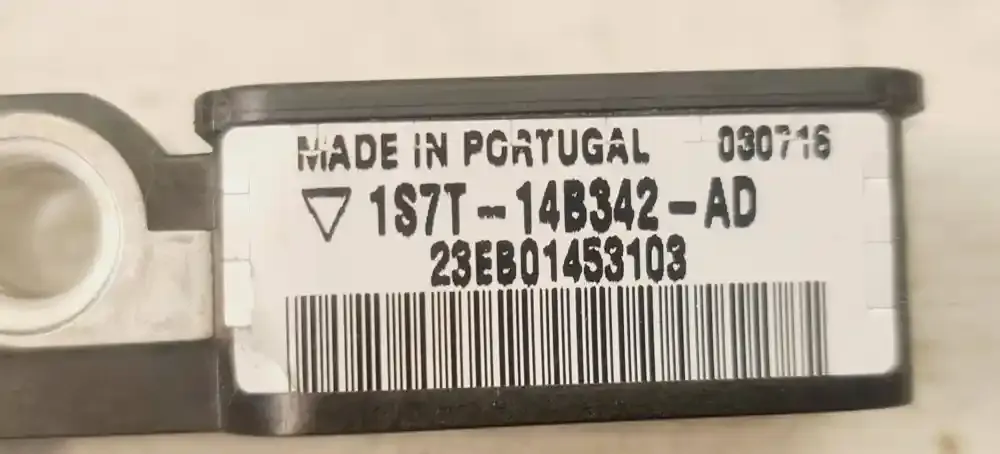 MADE IN PORTUGAL 030716
1S7T-14B342-AD
23EB01453103